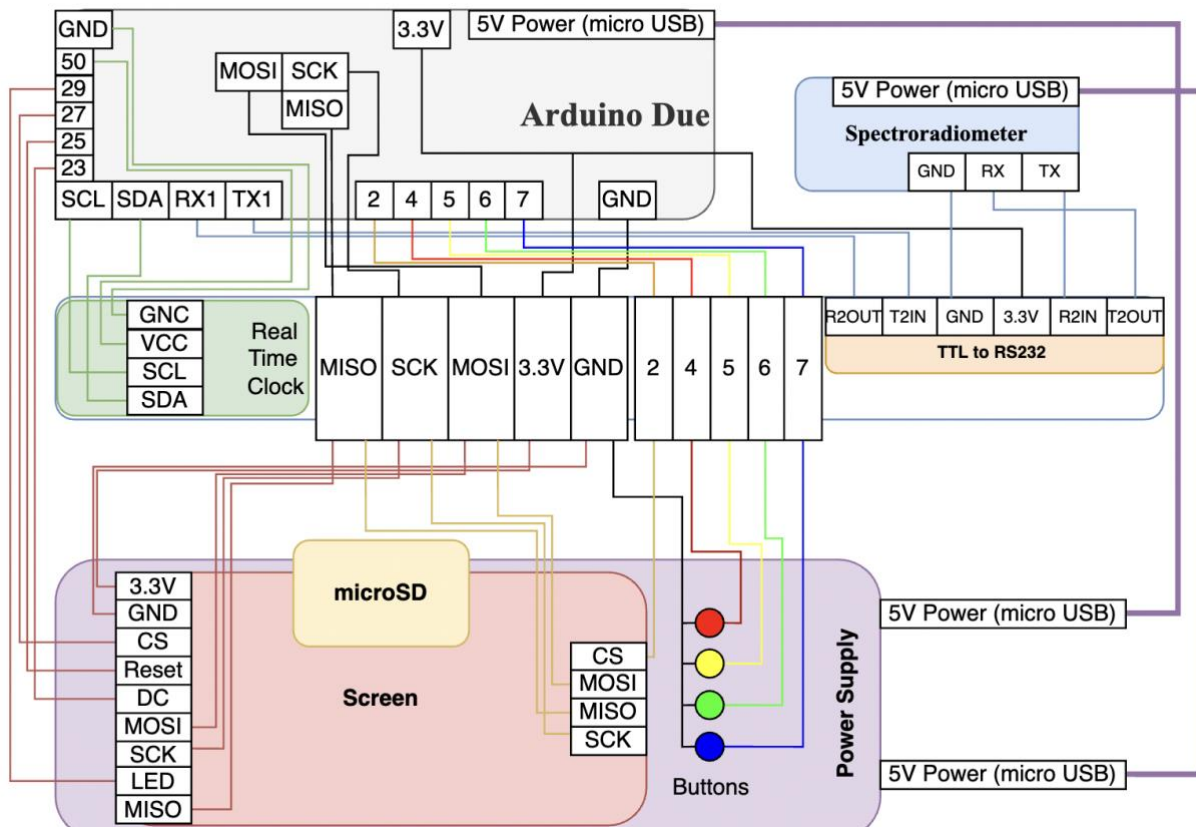 GND
3.3V
5V Power (micro USB)
50
29
27
25
23
MOSI
SCK
MISO
Arduino Due
SCL
SDA
RX1
TX1
2
4
5
6
7
GND
5V Power (micro USB)
Spectroradiometer
GND
RX
TX
GNC
VCC
SCL
SDA
Real
Time
Clock
MISO
SCK
MOSI
3.3V
GND
2
4
5
6
7
R2OUT
T2IN
GND
3.3V
R2IN
T2OUT
TTL to RS232
microSD
3.3V
GND
CS
Reset
DC
MOSI
SCK
LED
MISO
Screen
CS
MOSI
MISO
SCK
Buttons
Power Supply
5V Power (micro USB)
5V Power (micro USB)